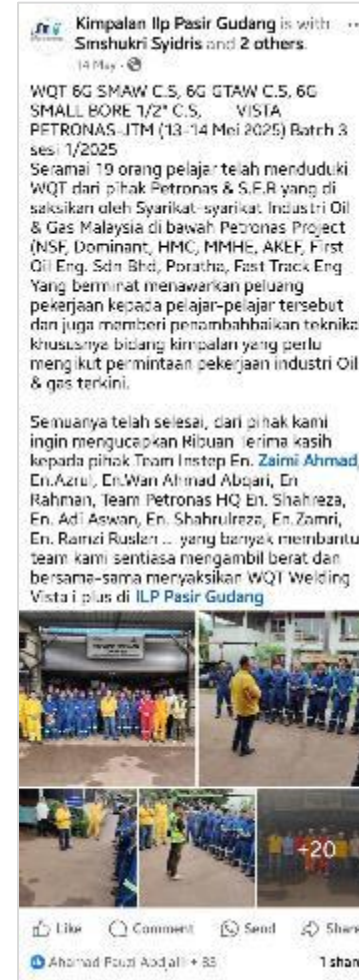 Kimpalan Ilp Pasir Gudang is with
Smshukri Syidris and 2 others.
14 May
WQT 6G SMAW C.S, 6G GTAW C.S, 6G
SMALL BORE 1/2" C.S, VISTA
PETRONAS-JTM (13-14 Mei 2025) Batch 3
sesi 1/2025
Seramai 19 orang pelajar telah menduduki
WQT dari pihak Petronas & S.E.R yang di
saksikan oleh Syarikat-syarikat Industri Oil
& Gas Malaysia di bawah Petronas Project
(NSF, Dominant, HMC, MMHE, AKEF, First
Oil Eng. Sdn Bhd, Poratha, Fast Track Eng
Yang berminat menawarkan peluang
pekerjaan kepada pelajar-pelajar tersebut
dan juga memberi penambahbaikan teknikal
khususnya bidang kimpalan yang perlu
mengikut permintaan pekerjaan industri Oil
& gas terkini.
Semuanya telah selesai, dari pihak kami
ingin mengucapkan Ribuan Terima kasih
kepada pihak Team Instep En. Zaimi Ahmad,
En.Azrul, En.Wan Ahmad Abqari, En
Rahman, Team Petronas HQ En. Shahreza,
En. Adi Aswan, En. Shahrulreza, En.Zamri,
En. Ramzi Ruslan ... yang banyak membantu
team kami sentiasa mengambil berat dan
bersama-sama menyaksikan WQT Welding
Vista i plus di ILP Pasir Gudang
+20
Like Comment Send Share
Ahamad Pauzi Abdjalil + 83 1 share